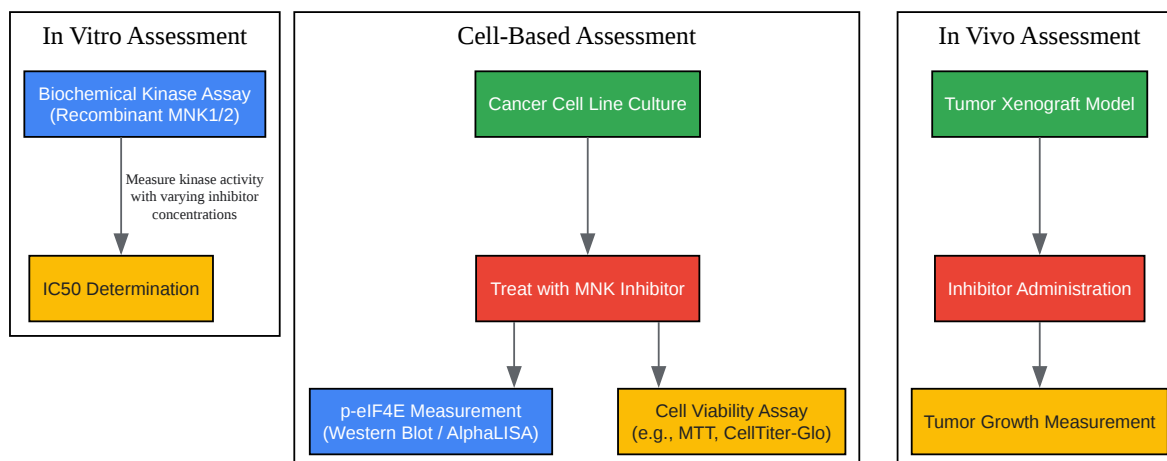 In Vitro Assessment
Biochemical Kinase Assay
(Recombinant MNK1/2)
Measure kinase activity
with varying inhibitor
concentrations
IC50 Determination
Cell-Based Assessment
Cancer Cell Line Culture
Treat with MNK Inhibitor
p-eIF4E Measurement
(Western Blot / AlphaLISA)
Cell Viability Assay
(e.g., MTT, CellTiter-Glo)
In Vivo Assessment
Tumor Xenograft Model
Inhibitor Administration
Tumor Growth Measurement